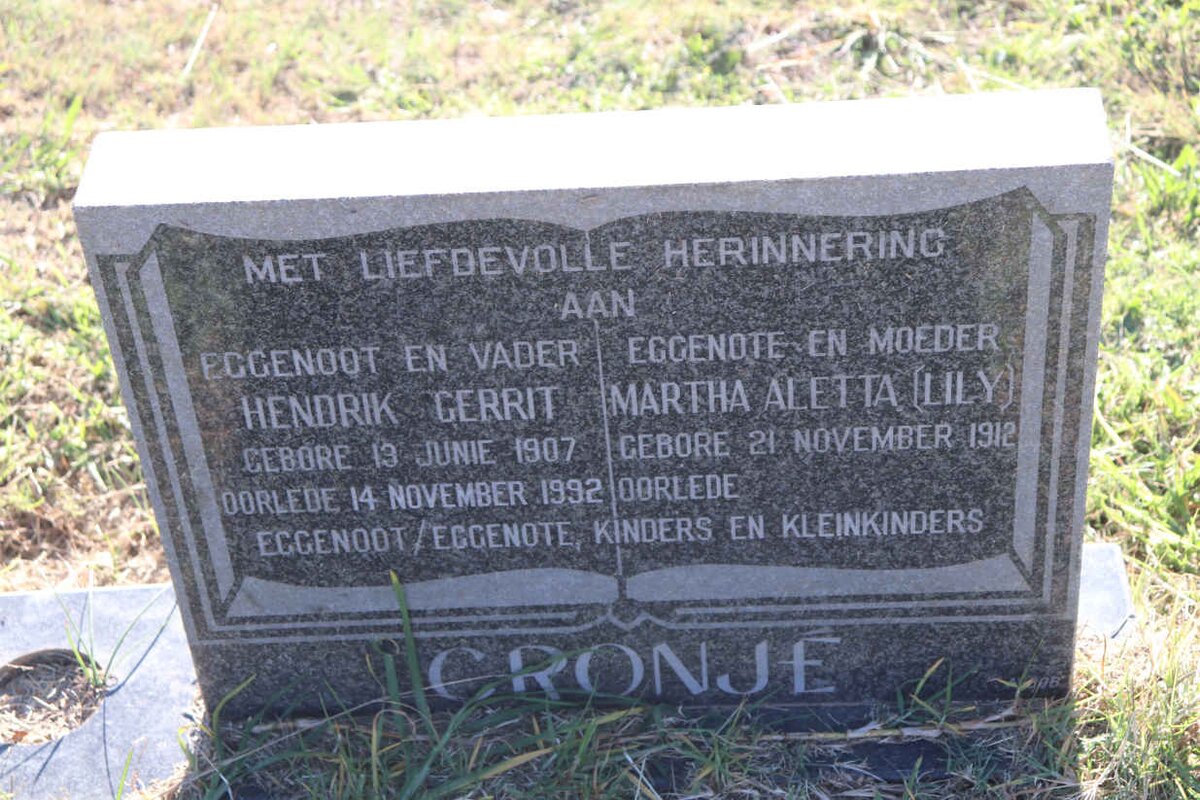 MET LIEFDEVOLLE HERINNERING
AAN
EGGENOOT EN VADER
HENDRIK GERRIT
GEBORE 13 JUNIE 1907
OORLEDE 14 NOVEMBER 1992
EGGENOTE EN MOEDER
MARTHA ALETTA (LILY)
GEBORE 21 NOVEMBER 1912
OORLEDE
EGGENOOT/EGGENOTE, KINDERS EN KLEINKINDERS
CRONJÉ